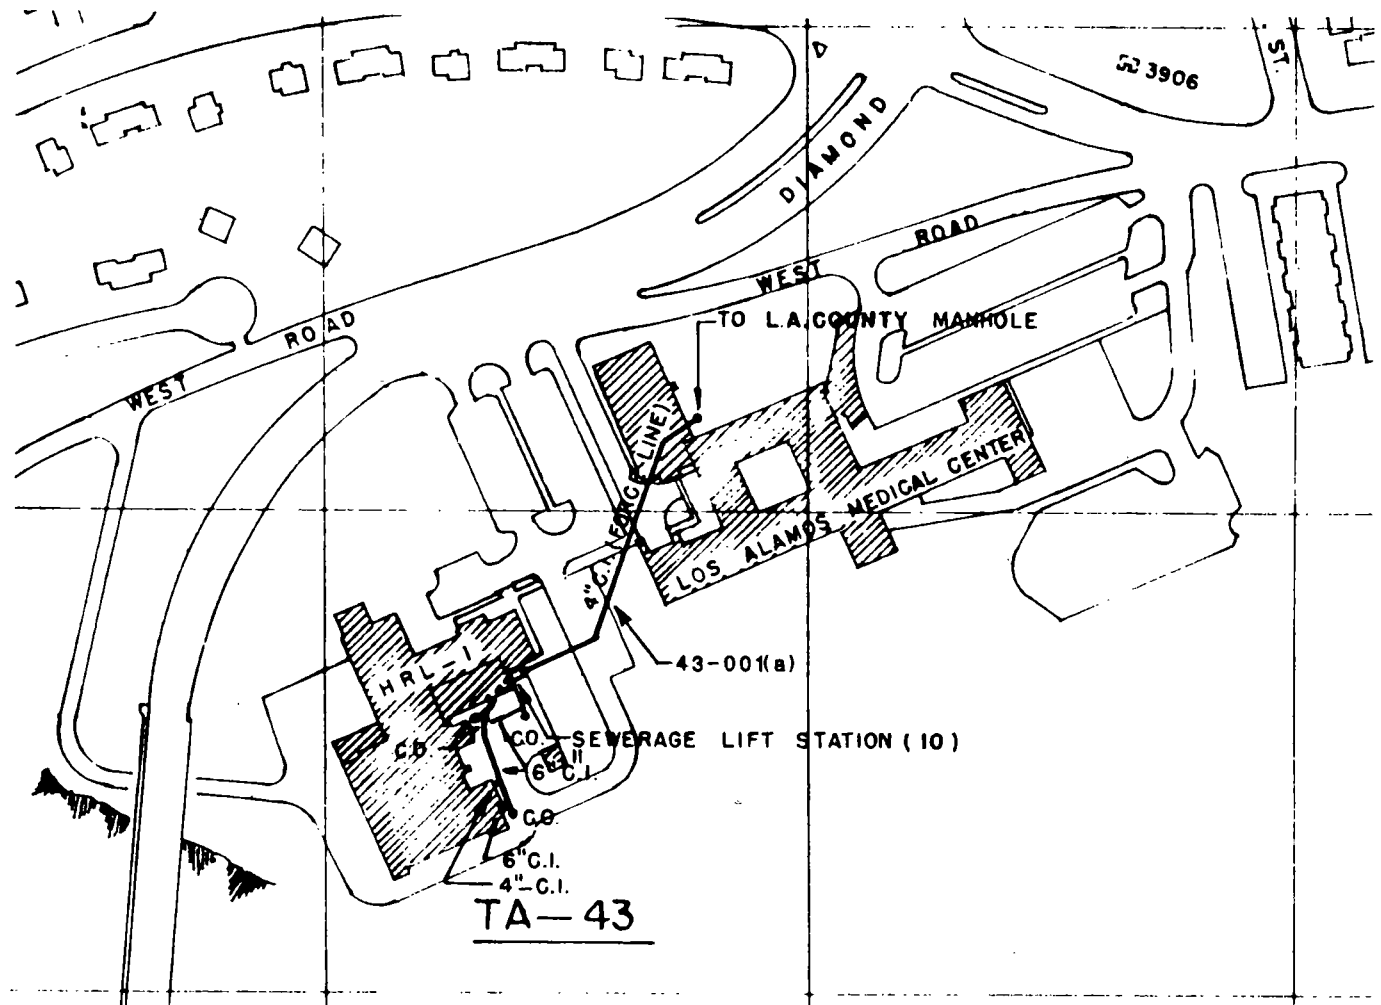 ST.
3906
DIAMOND
WEST ROAD
TO L.A. COUNTY MANHOLE
WEST ROAD
4" C.I. (FORCE-LINE)
LOS ALAMOS MEDICAL CENTER
43-001(a)
HRL-1
C.O.
C.O.
SEWERAGE LIFT STATION (10)
6" C.I.
C.O.
6" C.I.
4"-C.I.
TA-43